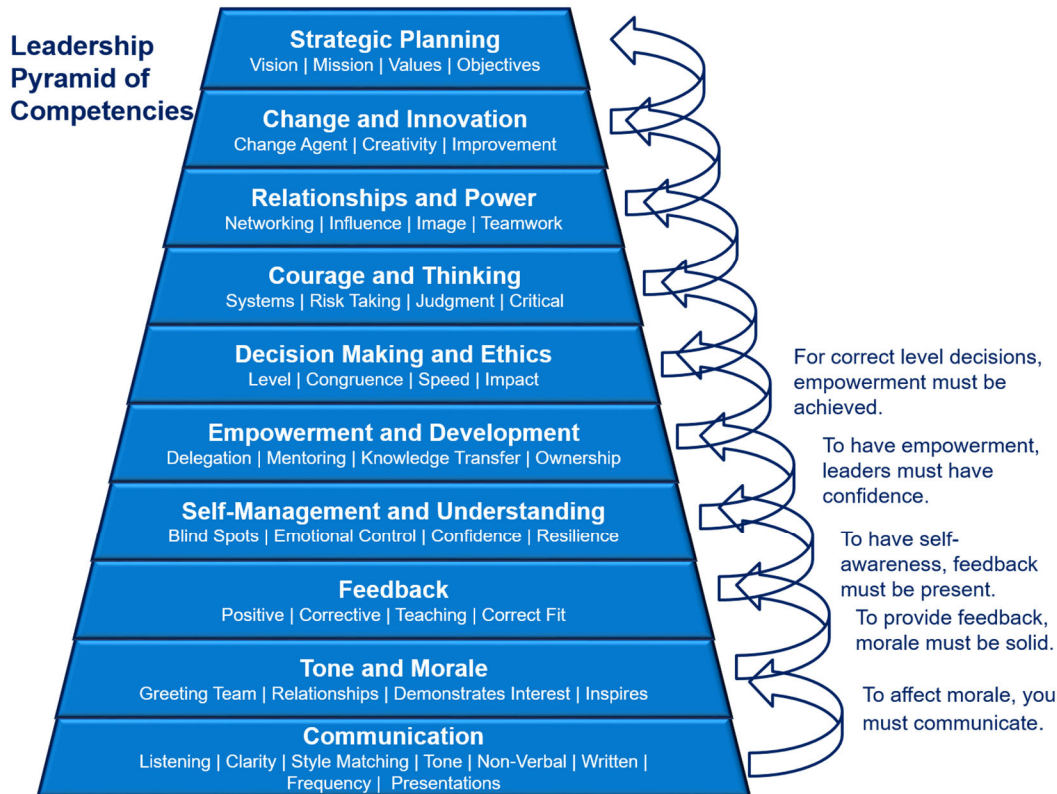 Leadership
Pyramid of
Competencies
Strategic Planning
Vision | Mission | Values | Objectives
Change and Innovation
Change Agent | Creativity | Improvement
Relationships and Power
Networking | Influence | Image | Teamwork
Courage and Thinking
Systems | Risk Taking | Judgment | Critical
Decision Making and Ethics
Level | Congruence | Speed | Impact
Empowerment and Development
Delegation | Mentoring | Knowledge Transfer | Ownership
Self-Management and Understanding
Blind Spots | Emotional Control | Confidence | Resilience
Feedback
Positive | Corrective | Teaching | Correct Fit
Tone and Morale
Greeting Team | Relationships | Demonstrates Interest | Inspires
Communication
Listening | Clarity | Style Matching | Tone | Non-Verbal | Written |
Frequency | Presentations
For correct level decisions,
empowerment must be
achieved.
To have empowerment,
leaders must have
confidence.
To have self-
awareness, feedback
must be present.
To provide feedback,
morale must be solid.
To affect morale, you
must communicate.